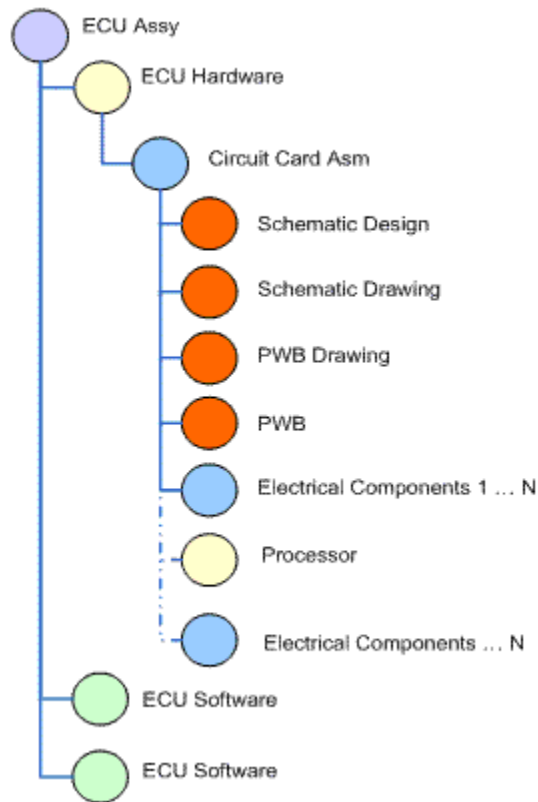 ECU Assy
ECU Hardware
Circuit Card Asm
Schematic Design
Schematic Drawing
PWB Drawing
PWB
Electrical Components 1 ... N
Processor
Electrical Components ... N
ECU Software
ECU Software